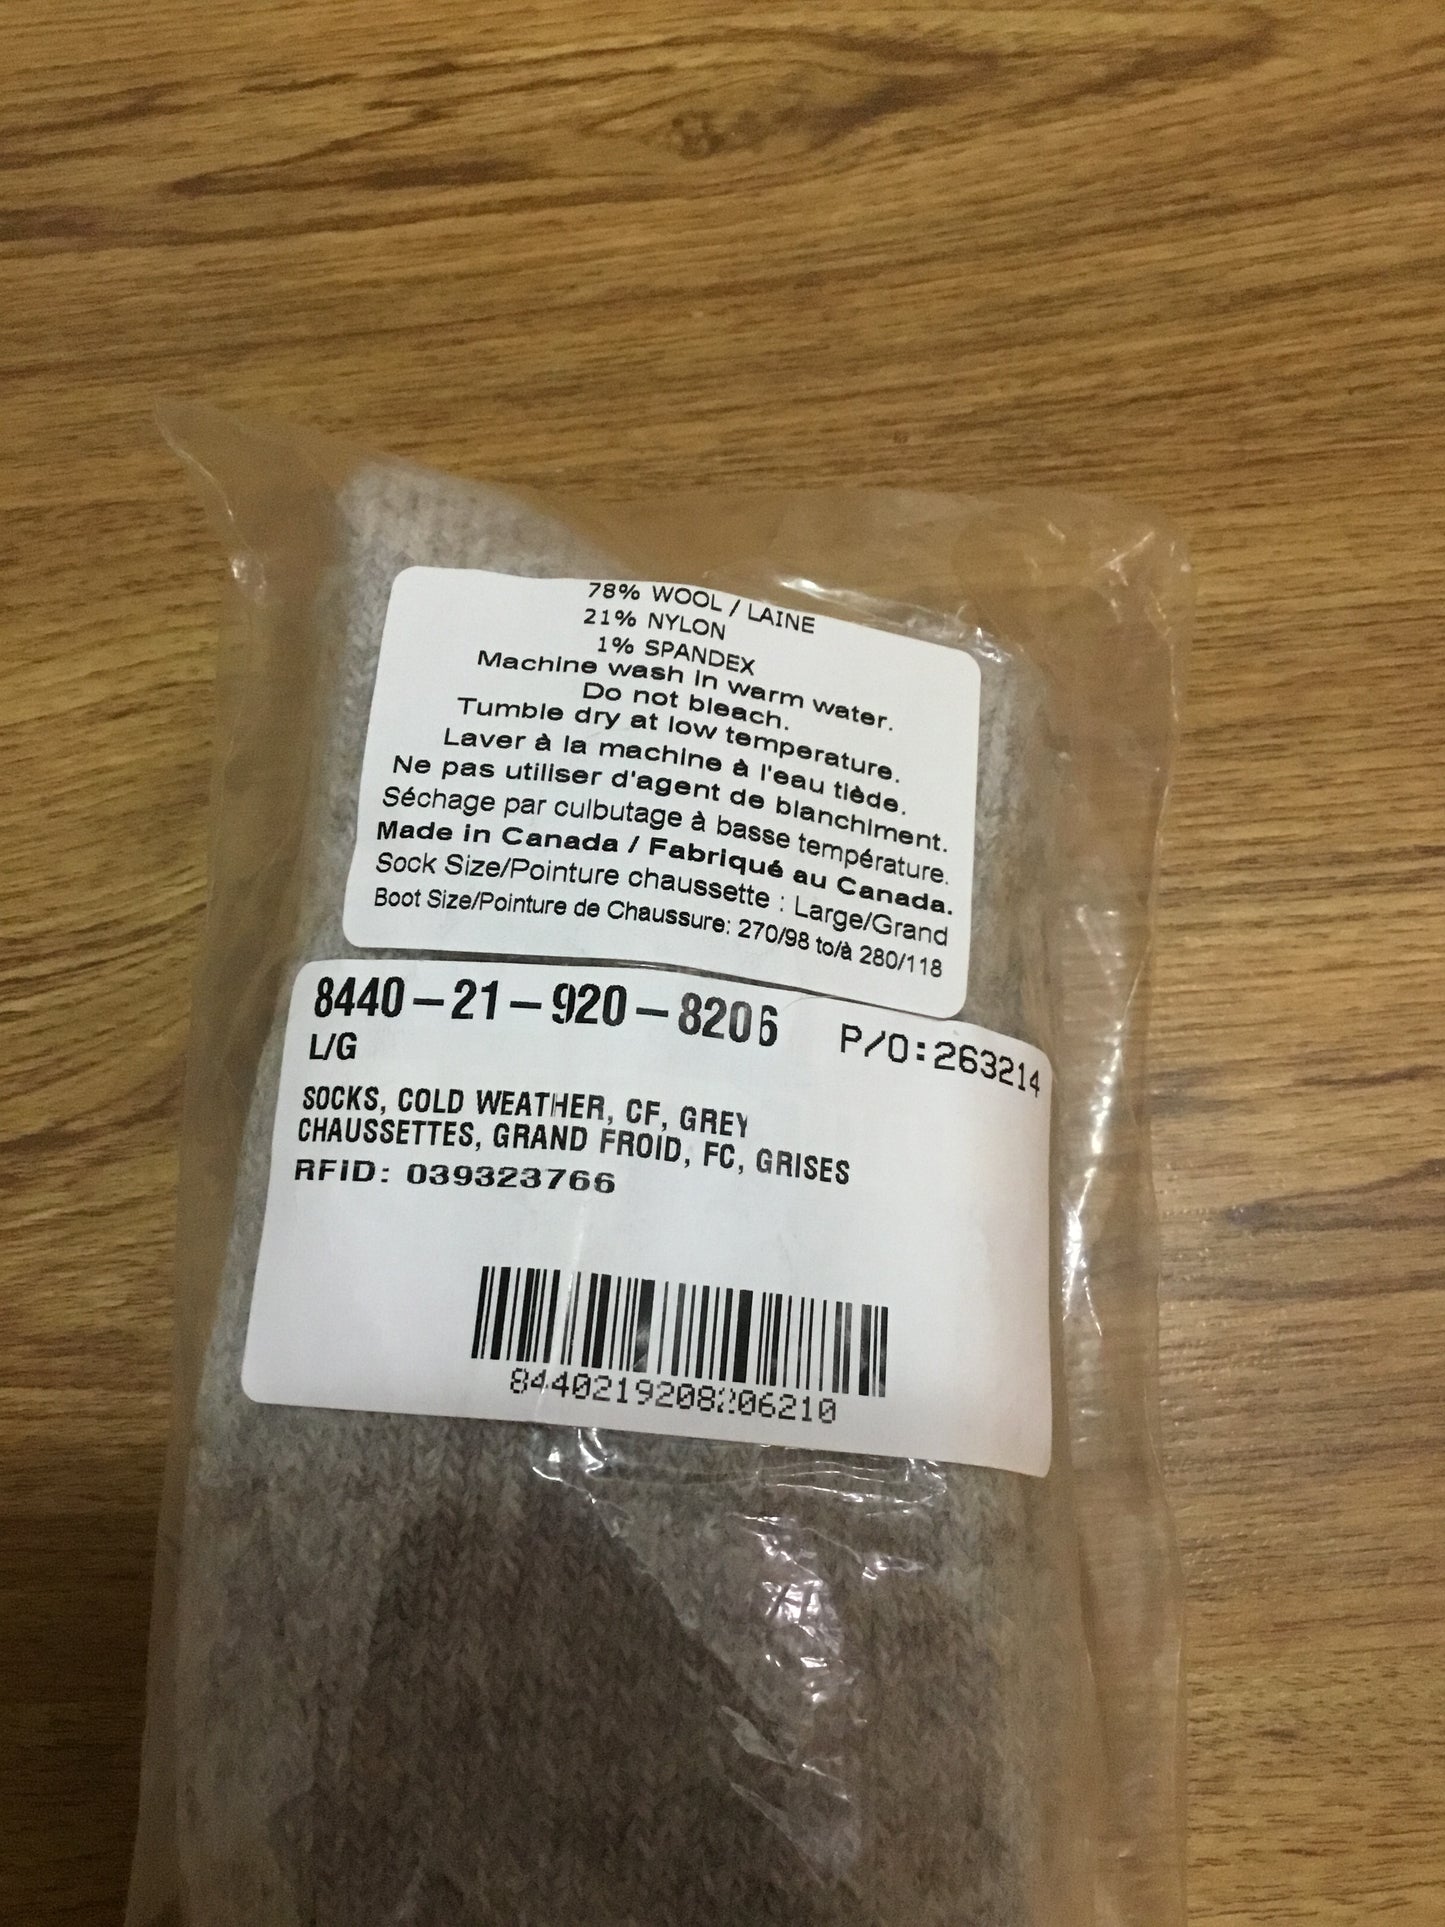 78% WOOL / LAINE
21% NYLON
1% SPANDEX
Machine wash in warm water.
Do not bleach.
Tumble dry at low temperature.
Laver à la machine à l'eau tiède.
Ne pas utiliser d'agent de blanchiment.
Séchage par culbutage à basse température.
Made in Canada / Fabriqué au Canada.
Sock Size/Pointure chaussette : Large/Grand
Boot Size/Pointure de Chaussure: 270/98 to/à 280/118
8440-21-920-8206 P/O:263214
L/G
SOCKS, COLD WEATHER, CF, GREY
CHAUSSETTES, GRAND FROID, FC, GRISES
RFID: 039323766
8440219208206210